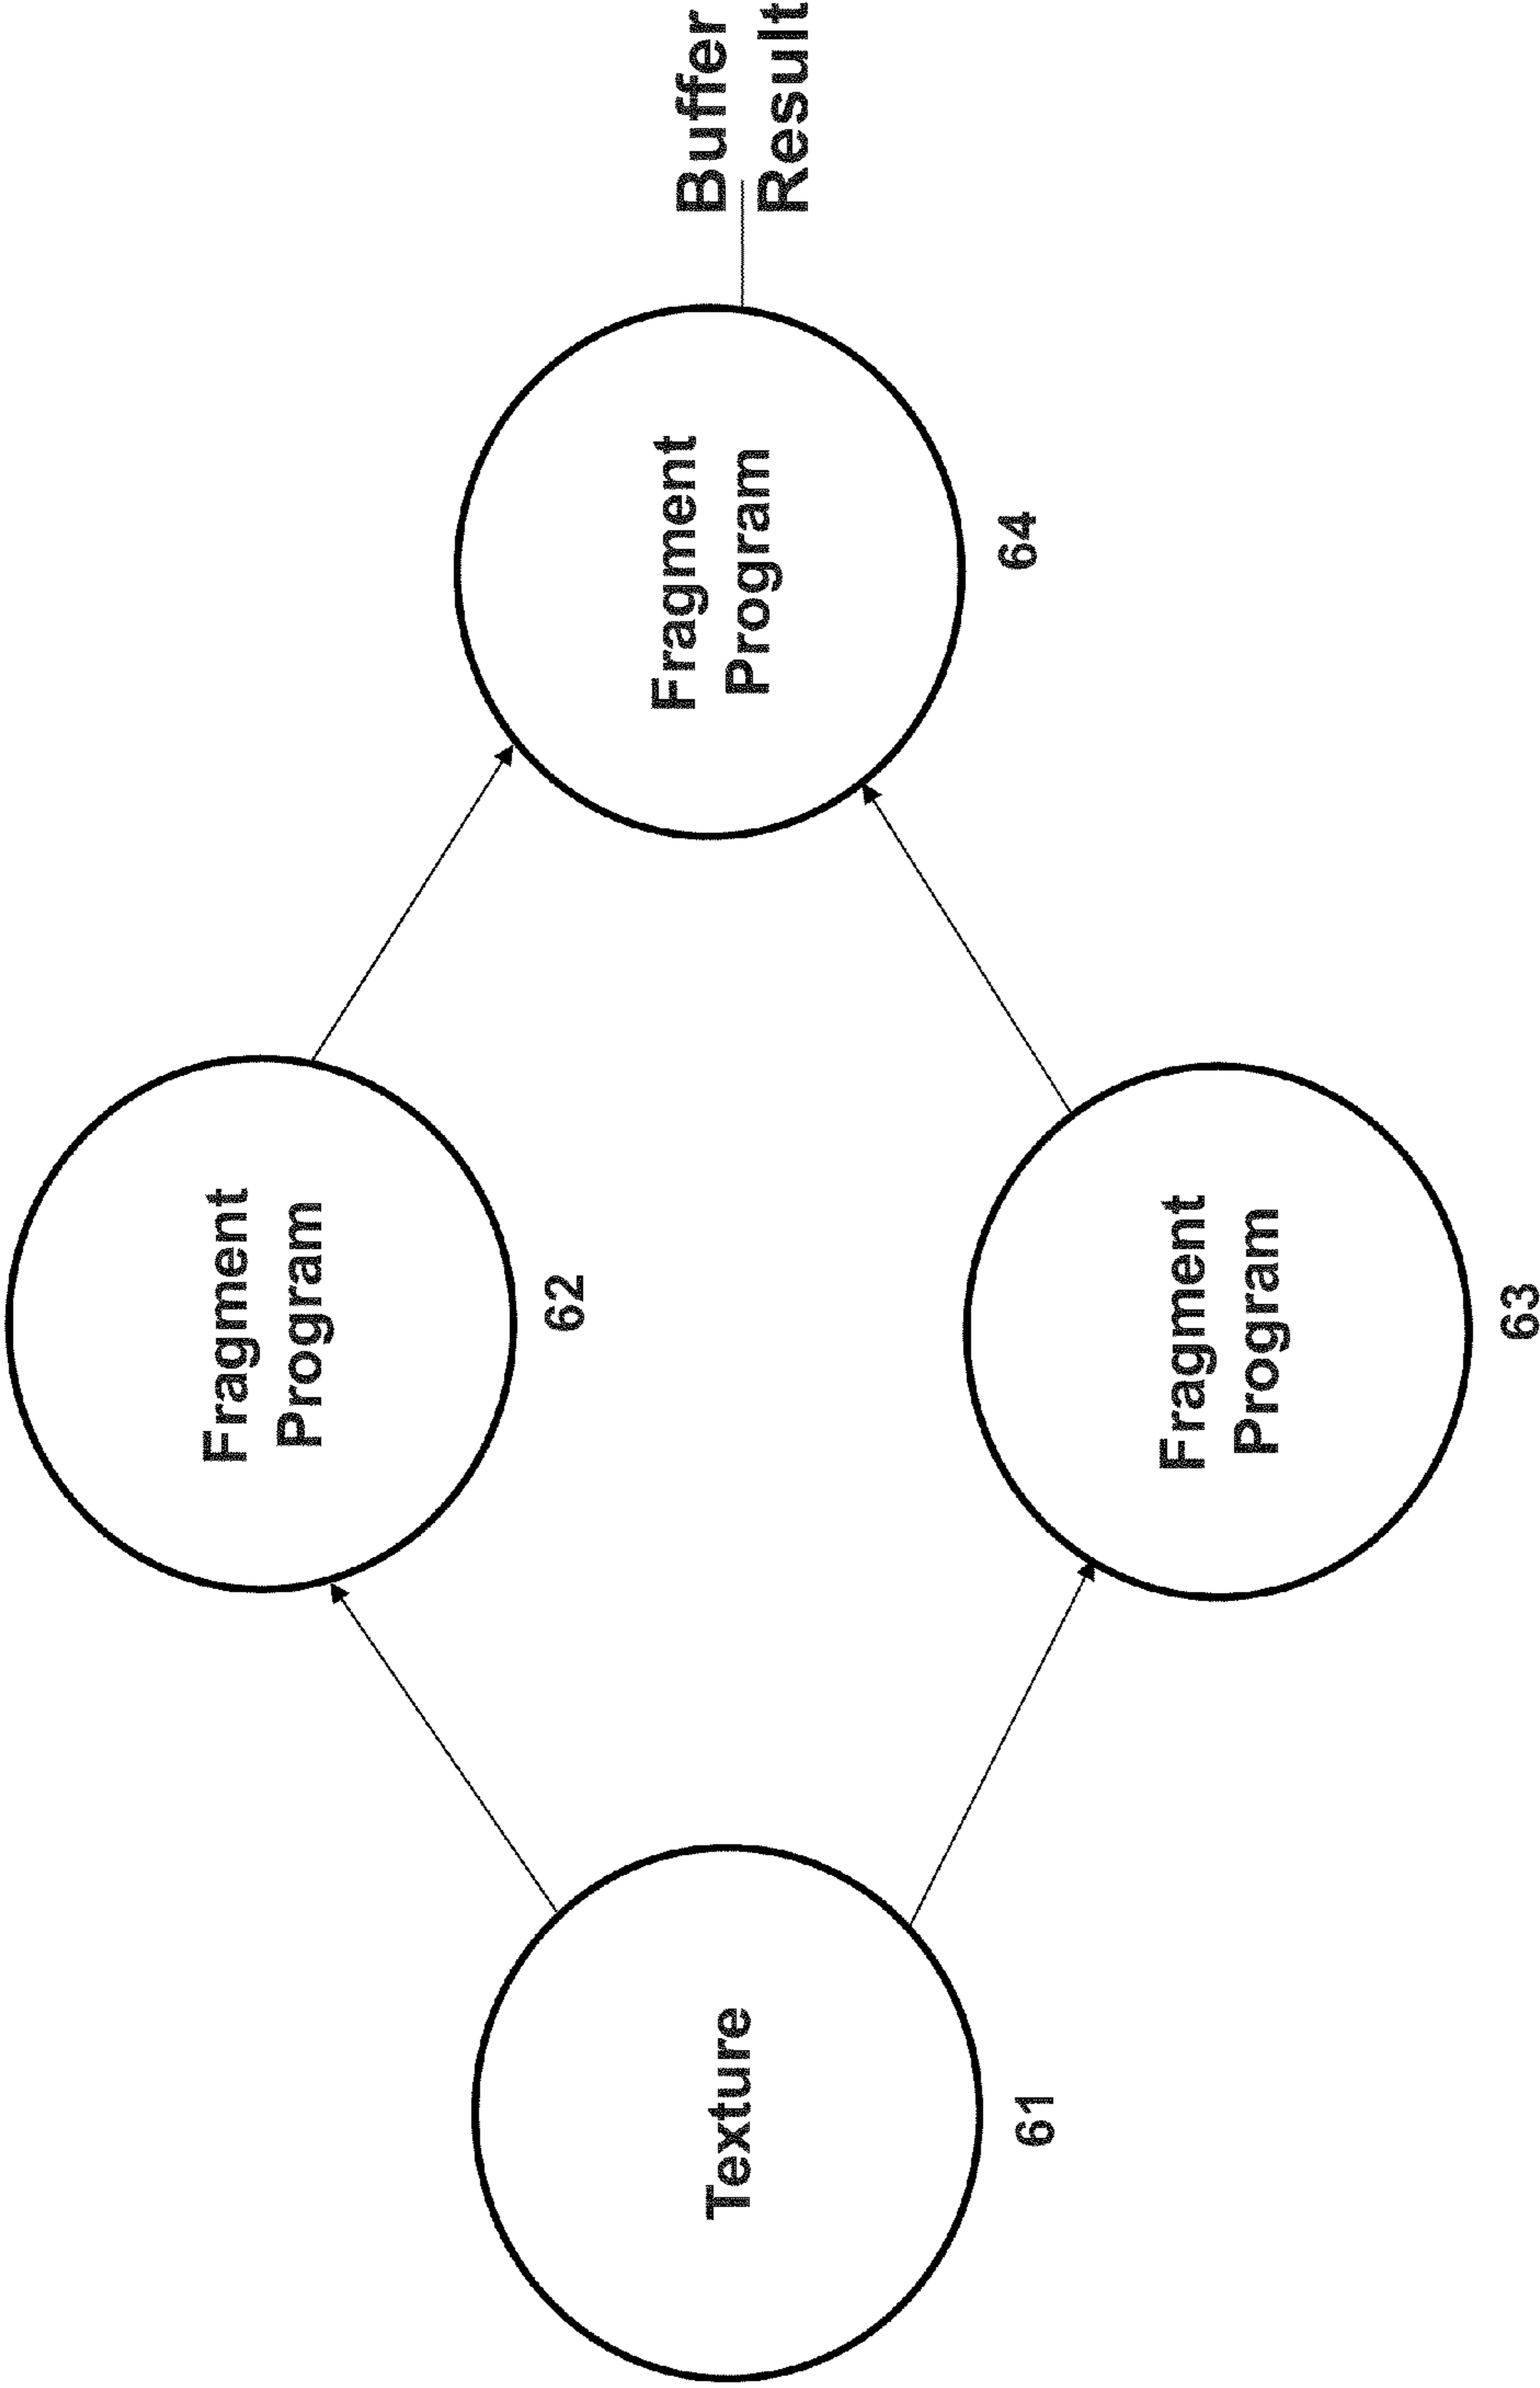 Texture
61
Fragment
Program
62
Fragment
Program
63
Fragment
Program
64
Buffer
Result